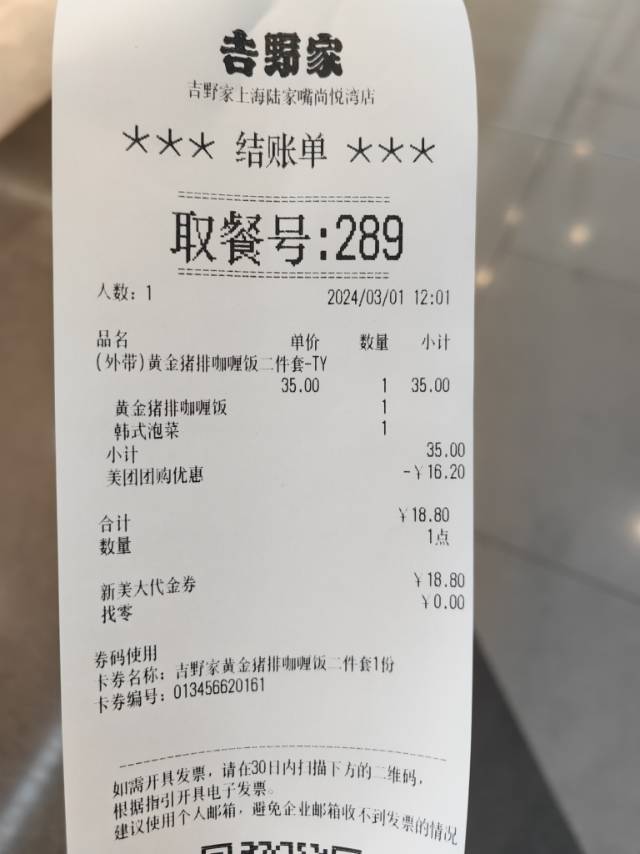 吉野家
吉野家上海陆家嘴尚悦湾店
*** 结账单 ***
取餐号:289
人数: 1 2024/03/01 12:01
品名 单价 数量 小计
(外带)黄金猪排咖喱饭二件套-TY
35.00 1 35.00
黄金猪排咖喱饭 1
韩式泡菜 1
小计 35.00
美团团购优惠 -¥16.20
合计 ¥18.80
数量 1点
新美大代金券 ¥18.80
找零 ¥0.00
券码使用
卡券名称: 吉野家黄金猪排咖喱饭二件套1份
卡券编号: 013456620161
如需开具发票, 请在30日内扫描下方的二维码,
根据指引开具电子发票。
建议使用个人邮箱, 避免企业邮箱收不到发票的情况